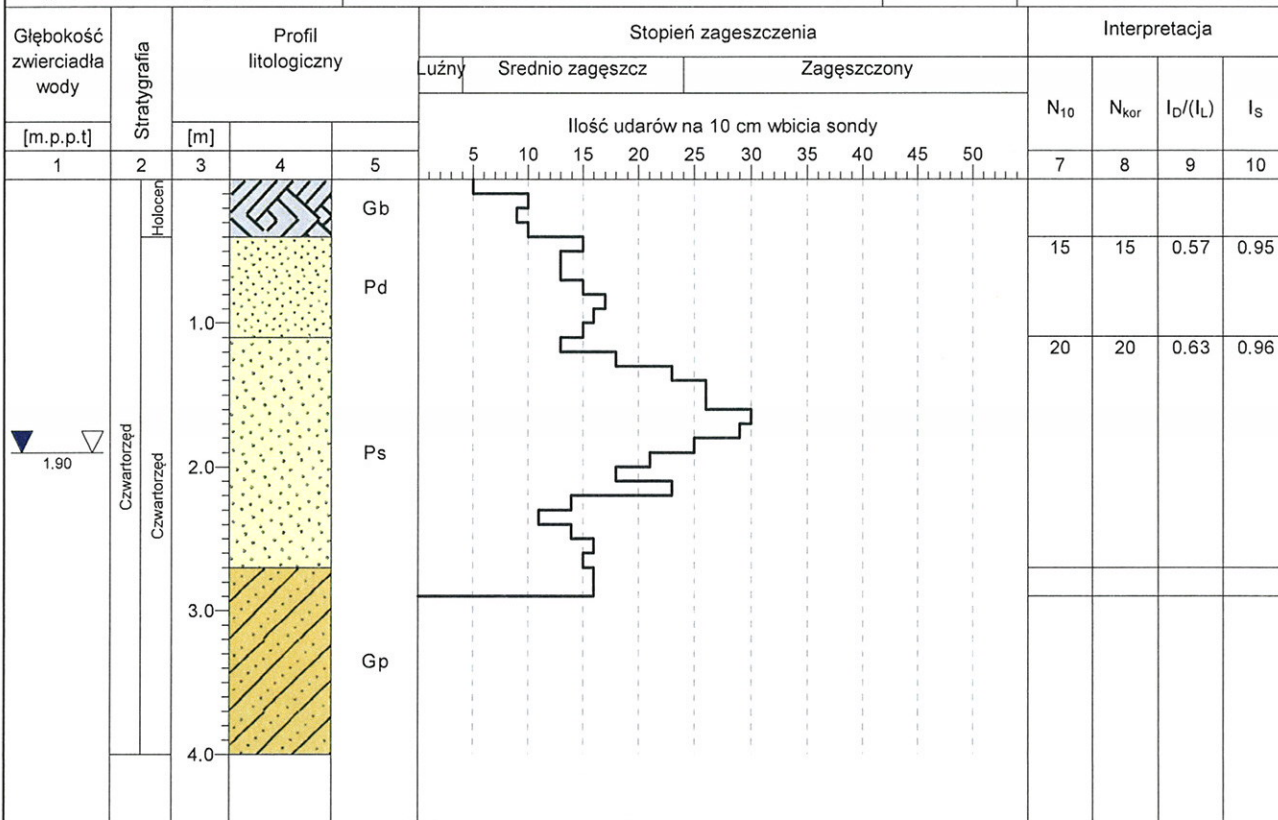 Głębokość
zwierciadła
wody
[m.p.p.t]
Stratygrafia
Profil
litologiczny
[m]
Stopień zagęszczenia
Luźny
Srednio zagęszcz
Zagęszczony
Ilość udarów na 10 cm wbicia sondy
5 10 15 20 25 30 35 40 45 50
Interpretacja
N10
Nkor
ID/(IL)
IS
1 2 3 4 5 7 8 9 10
Holocen
Gb
15 15 0.57 0.95
Pd
1.0
20 20 0.63 0.96
Czwartorzęd
Czwartorzęd
1.90
Ps
2.0
3.0
Gp
4.0